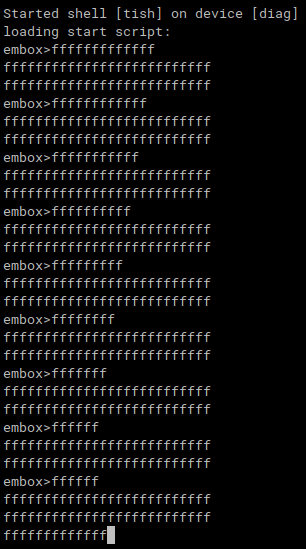 Started shell [tish] on device [diag]
loading start script:
embox>fffffffffffff
ffffffffffffffffffffffffff
ffffffffffffffffffffffffff
embox>ffffffffffff
ffffffffffffffffffffffffff
ffffffffffffffffffffffffff
embox>fffffffffff
ffffffffffffffffffffffffff
ffffffffffffffffffffffffff
embox>ffffffffff
ffffffffffffffffffffffffff
ffffffffffffffffffffffffff
embox>fffffffff
ffffffffffffffffffffffffff
ffffffffffffffffffffffffff
embox>ffffffff
ffffffffffffffffffffffffff
ffffffffffffffffffffffffff
embox>fffffff
ffffffffffffffffffffffffff
ffffffffffffffffffffffffff
embox>ffffff
ffffffffffffffffffffffffff
ffffffffffffffffffffffffff
embox>ffffff
ffffffffffffffffffffffffff
ffffffffffffffffffffffffff
fffffffffffff